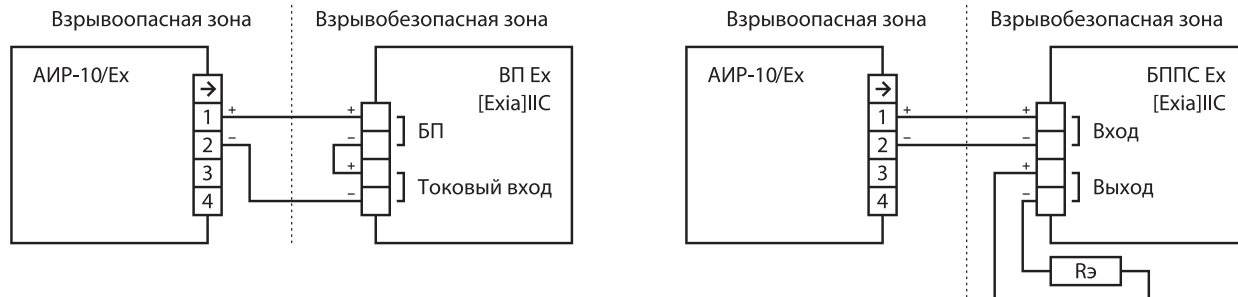 Взрывоопасная зона
Взрывобезопасная зона
АИР-10/Ex
ВП Ex
[Exia]IIC
→
1
2
3
4
+
–
+
–
+
–
БП
Токовый вход
Взрывоопасная зона
Взрывобезопасная зона
АИР-10/Ex
БППС Ex
[Exia]IIC
→
1
2
3
4
+
–
+
–
+
–
Вход
Выход
Rэ